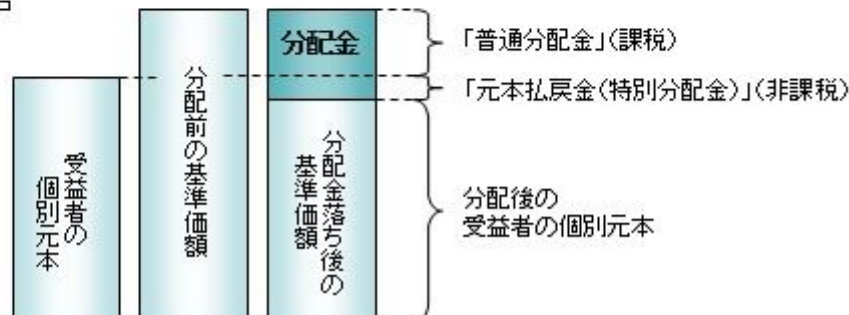 受益者の
個別元本
分配前の基準価額
分配金
分配金落ち後の
基準価額
「普通分配金」(課税)
「元本払戻金(特別分配金)」(非課税)
分配後の
受益者の個別元本